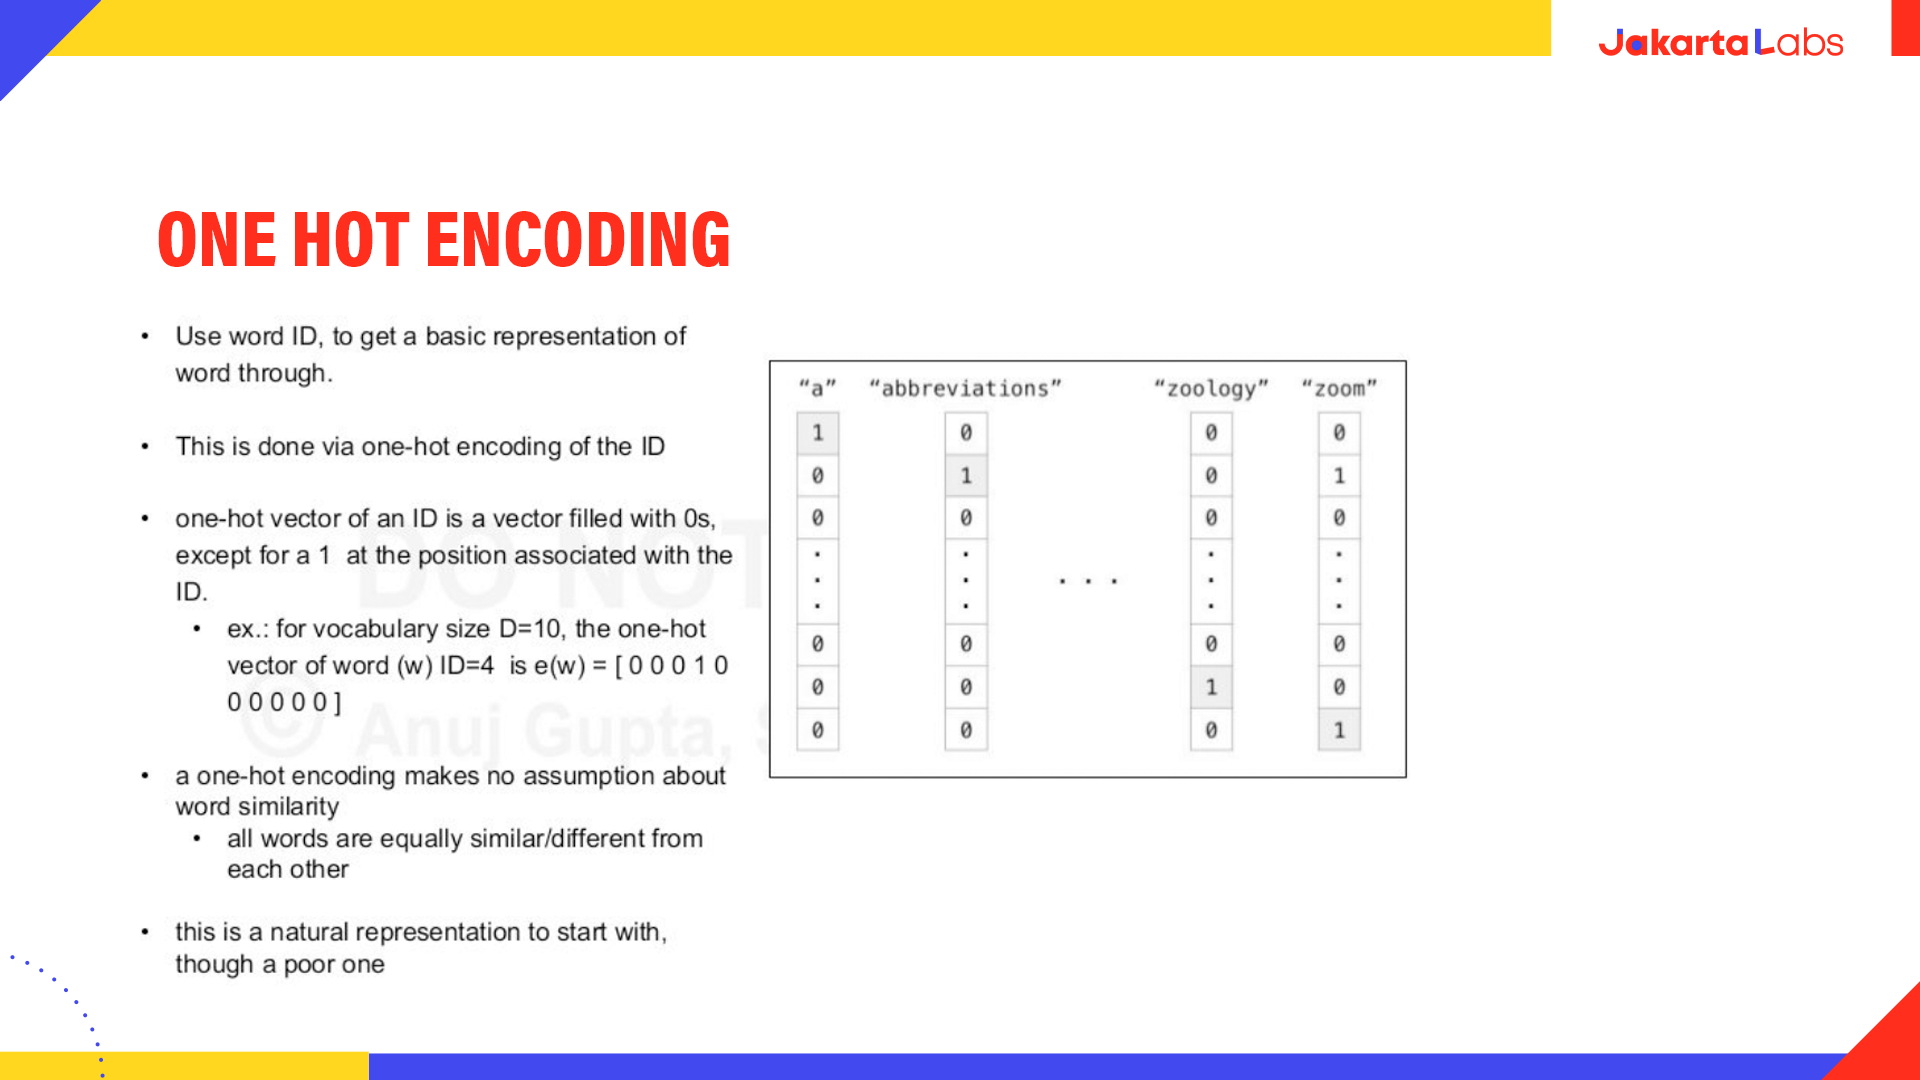 JakartaLabs
ONE HOT ENCODING
• Use word ID, to get a basic representation of
word through.
• This is done via one-hot encoding of the ID
• one-hot vector of an ID is a vector filled with 0s,
except for a 1 at the position associated with the
ID.
• ex.: for vocabulary size D=10, the one-hot
vector of word (w) ID=4 is e(w) = [ 0 0 0 1 0
0 0 0 0 0 ]
• a one-hot encoding makes no assumption about
word similarity
• all words are equally similar/different from
each other
• this is a natural representation to start with,
though a poor one
DO NOT
© Anuj Gupta,
“a” “abbreviations” “zoology” “zoom”
1 0 0 0
0 1 0 1
0 0 0 0
. . . .
. . . . . . .
. . . .
0 0 0 0
0 0 1 0
0 0 0 1